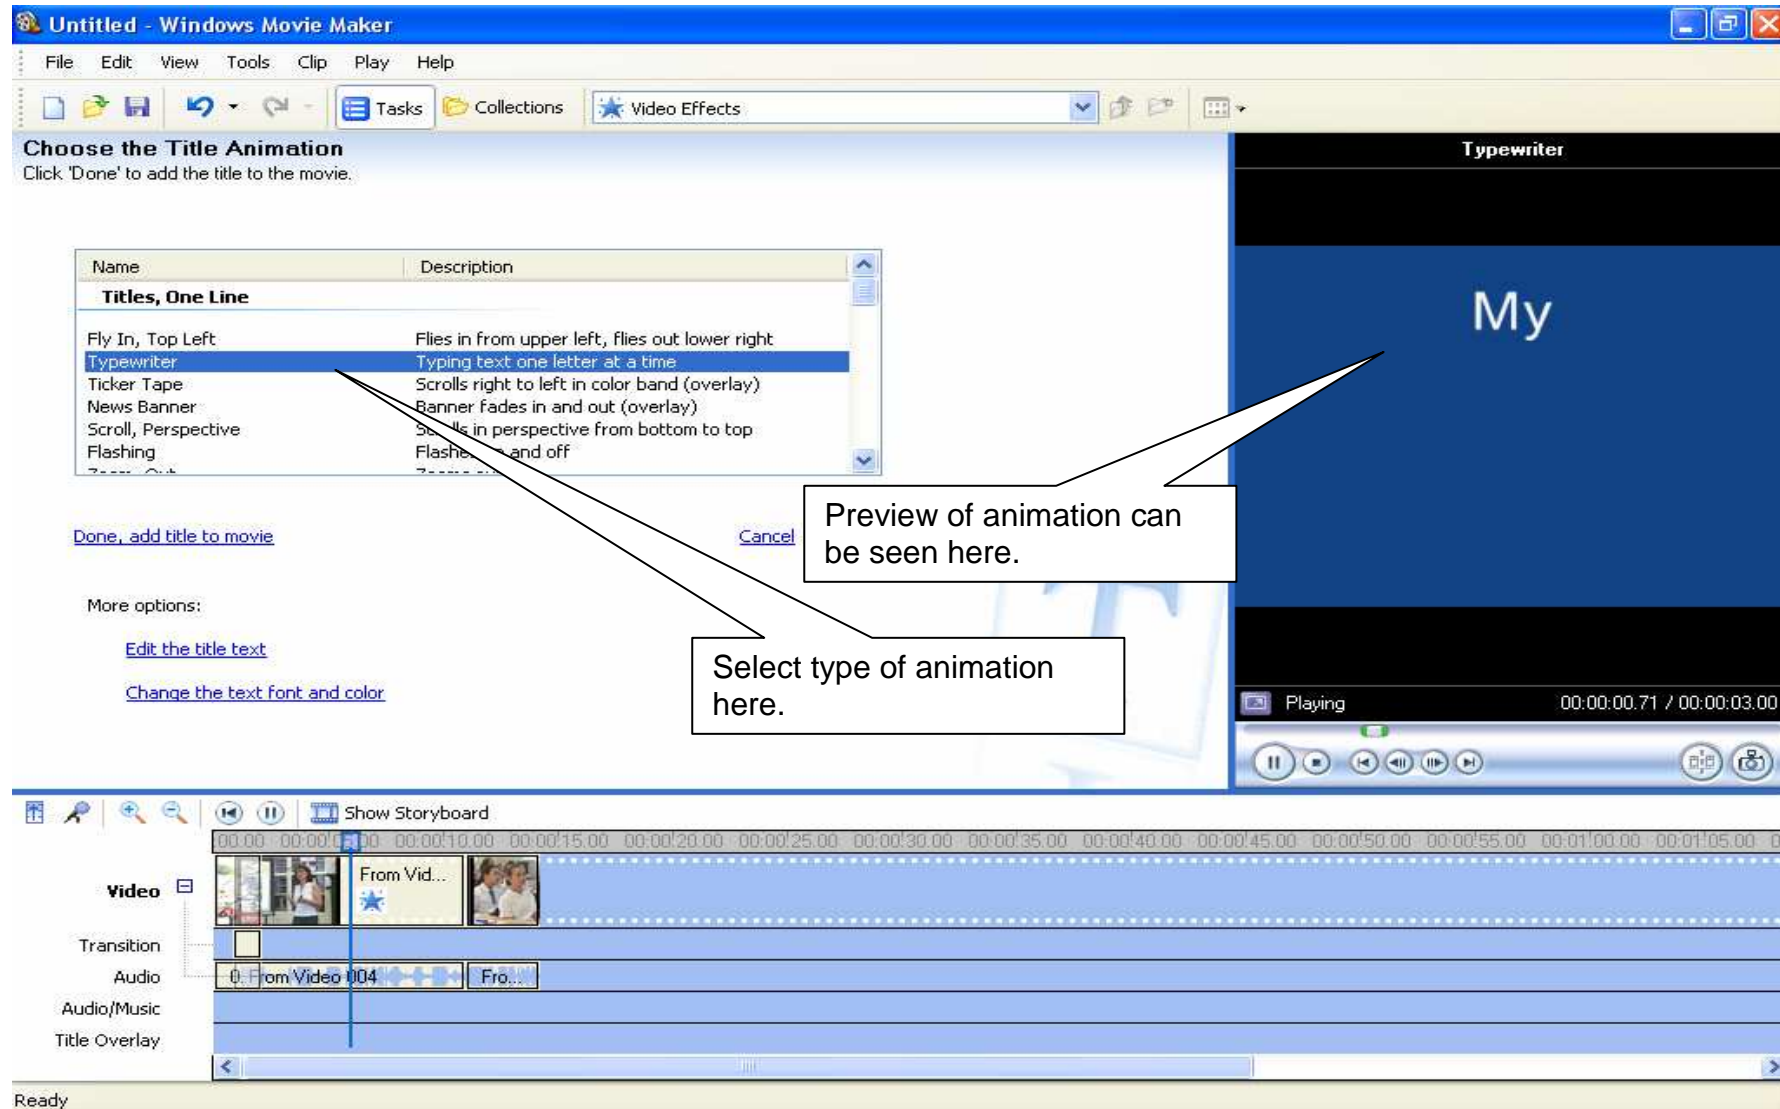 Untitled - Windows Movie Maker
File Edit View Tools Clip Play Help
Tasks Collections Video Effects
Choose the Title Animation
Click 'Done' to add the title to the movie.
Name Description
Titles, One Line
Fly In, Top Left Flies in from upper left, flies out lower right
Typewriter Typing text one letter at a time
Ticker Tape Scrolls right to left in color band (overlay)
News Banner Banner fades in and out (overlay)
Scroll, Perspective in perspective from bottom to top
Flashing and off
Done, add title to movie Cancel
More options:
Edit the title text
Change the text font and color
Preview of animation can
be seen here.
Select type of animation
here.
Typewriter
My
Playing 00:00:00.71 / 00:00:03.00
Show Storyboard
00:00:10.00 00:00:15.00 00:00:20.00 00:00:25.00 00:00:30.00 00:00:35.00 00:00:40.00 00:00:45.00 00:00:50.00 00:00:55.00 00:01:00.00 00:01:05.00
Video From Vid...
Transition
Audio 0. From Video 004 Fro...
Audio/Music
Title Overlay
Ready